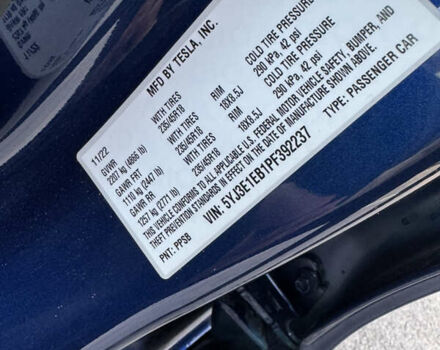 MFD BY TESLA, INC.
11/22
GVWR
2207 kg (4866 lb)
GAWR FRT WITH TIRES RIM COLD TIRE PRESSURE
1110 kg (2447 lb) 235/45R18 18X8.5J 290 kPa, 42 psi
GAWR RR WITH TIRES RIM COLD TIRE PRESSURE
1257 kg (2771 lb) 235/45R18 18X8.5J 290 kPa, 42 psi
THIS VEHICLE CONFORMS TO ALL APPLICABLE FEDERAL MOTOR VEHICLE SAFETY, BUMPER, AND
THEFT PREVENTION STANDARDS IN EFFECT ON THE DATE OF MANUFACTURE SHOWN ABOVE.
VIN: 5YJ3E1EB1PF392237 TYPE: PASSENGER CAR
PNT: PPSB